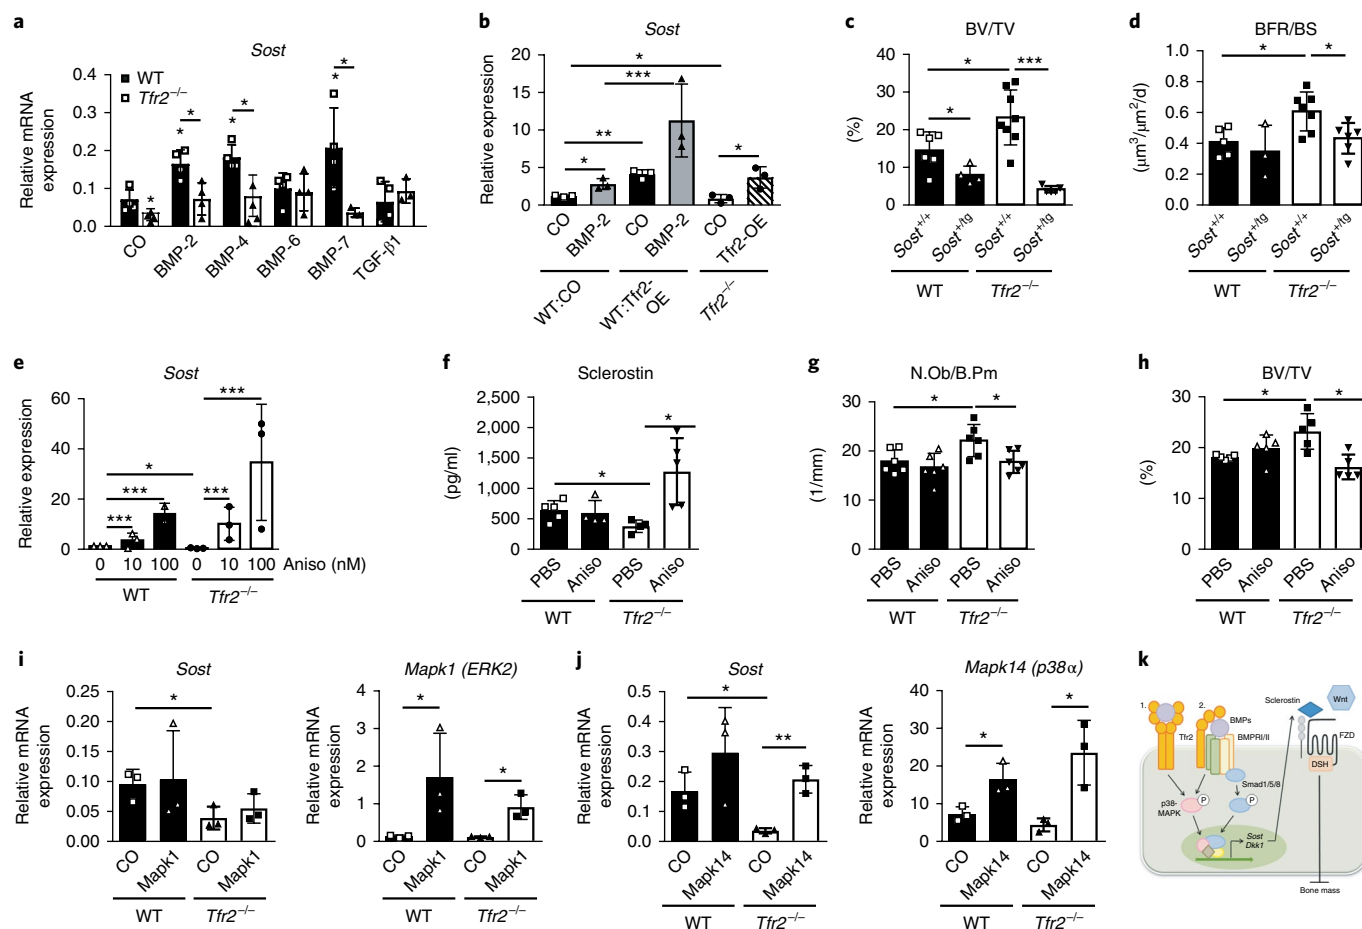 a
Sost
WT
Tfr2−/−
Relative mRNA
expression
0.4
0.3
0.2
0.1
0.0
* * * * * * * *
CO BMP-2 BMP-4 BMP-6 BMP-7 TGF-β1
b
Sost
Relative expression
20
15
10
5
0
*
***
**
* *
CO BMP-2 CO BMP-2 CO Tfr2-OE
WT:CO WT:Tfr2-OE Tfr2−/−
c
BV/TV
(%)
40
30
20
10
0
* ***
*
Sost+/+ Sost+/tg Sost+/+ Sost+/tg
WT Tfr2−/−
d
BFR/BS
(μm3/μm2/d)
1.0
0.8
0.6
0.4
0.2
0.0
* *
Sost+/+ Sost+/tg Sost+/+ Sost+/tg
WT Tfr2−/−
e
Sost
Relative expression
60
40
20
0
***
*
*** ***
***
0 10 100 0 10 100 Aniso (nM)
WT Tfr2−/−
f
Sclerostin
(pg/ml)
2,500
2,000
1,500
1,000
500
0
*
*
PBS Aniso PBS Aniso
WT Tfr2−/−
g
N.Ob/B.Pm
(1/mm)
30
20
10
0
* *
PBS Aniso PBS Aniso
WT Tfr2−/−
h
BV/TV
(%)
30
20
10
0
* *
PBS Aniso PBS Aniso
WT Tfr2−/−
i
Sost
Relative mRNA
expression
0.25
0.20
0.15
0.10
0.05
0.00
*
CO Mapk1 CO Mapk1
WT Tfr2−/−
Mapk1 (ERK2)
Relative mRNA
expression
4
3
2
1
0
*
*
CO Mapk1 CO Mapk1
WT Tfr2−/−
j
Sost
Relative mRNA
expression
0.5
0.4
0.3
0.2
0.1
0.0
*
**
CO Mapk14 CO Mapk14
WT Tfr2−/−
Mapk14 (p38α)
Relative mRNA
expression
40
30
20
10
0
*
*
CO Mapk14 CO Mapk14
WT Tfr2−/−
k
Sclerostin
Wnt
1.
2.
BMPs
Tfr2
BMPRI/II
FZD
DSH
Smad1/5/8
p38-
MAPK
P
P
Sost
Dkk1
Bone mass